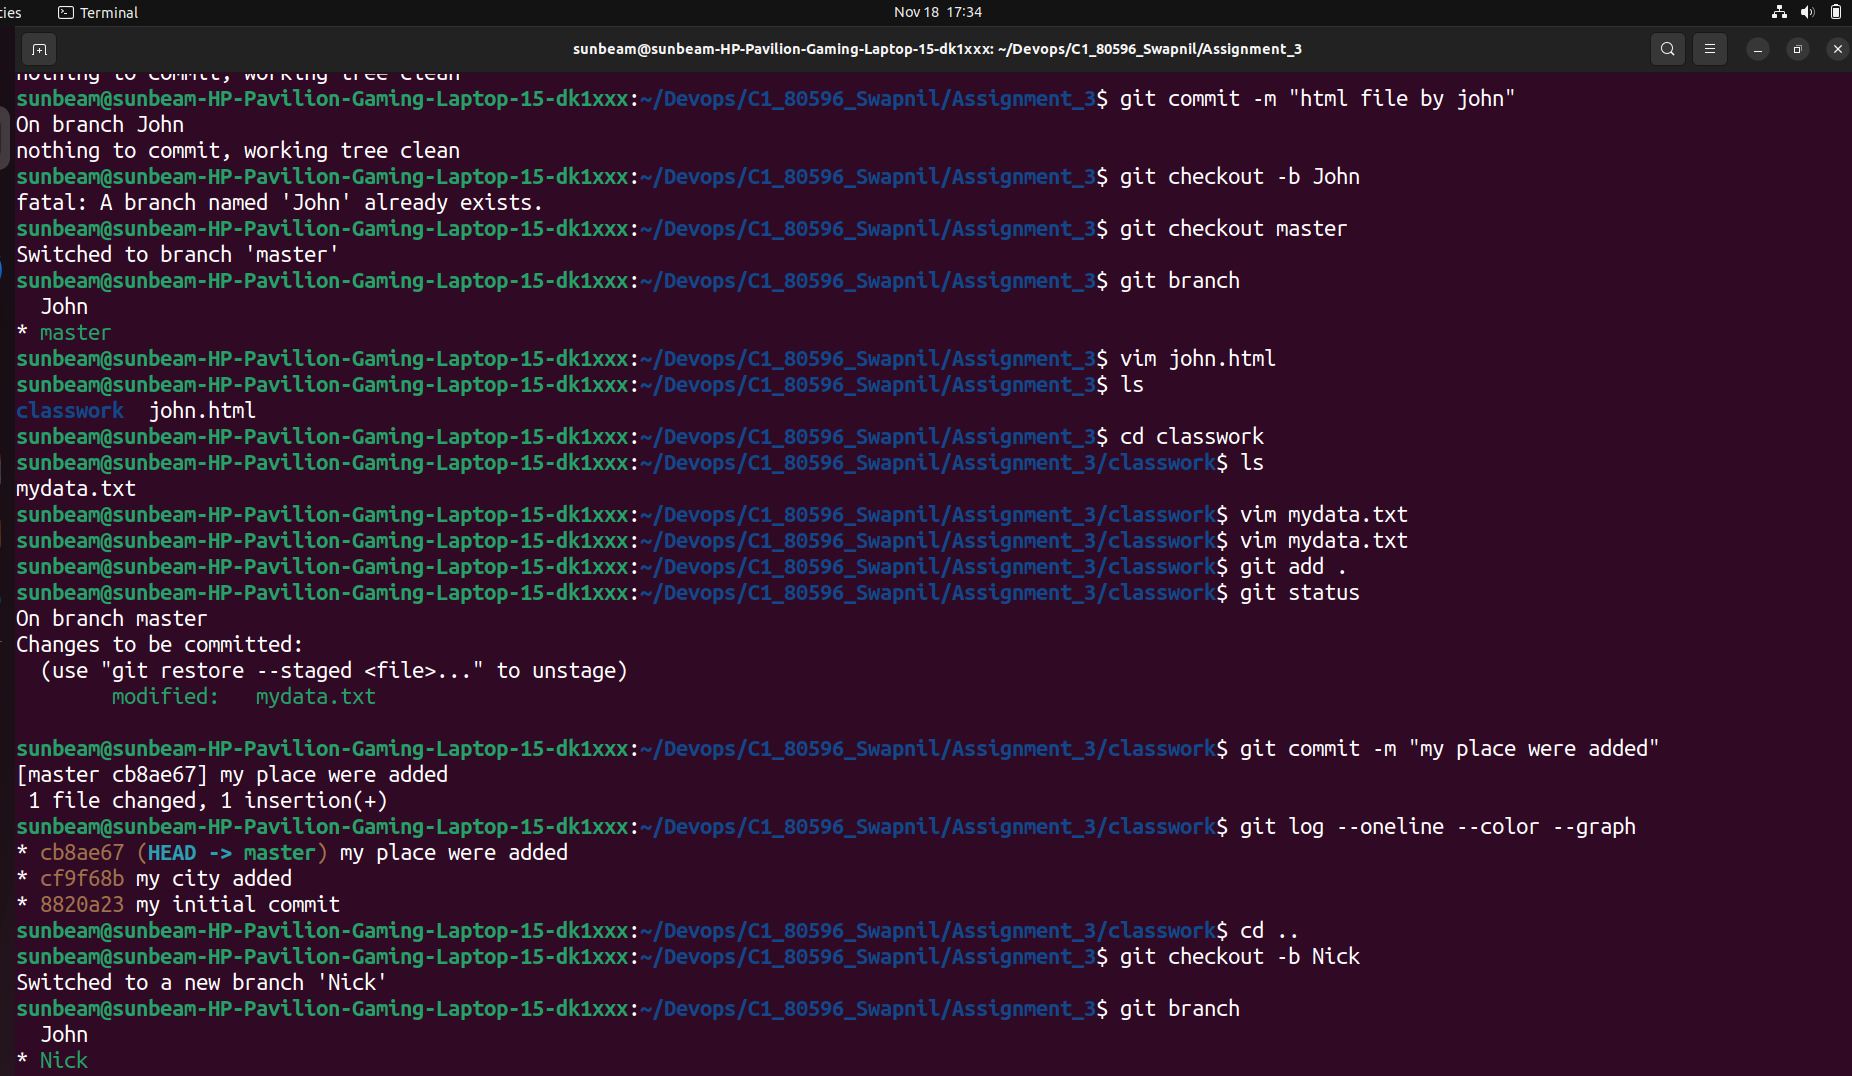 ties Terminal Nov 18 17:34
sunbeam@sunbeam-HP-Pavilion-Gaming-Laptop-15-dk1xxx: ~/Devops/C1_80596_Swapnil/Assignment_3
nothing to commit, working tree clean
sunbeam@sunbeam-HP-Pavilion-Gaming-Laptop-15-dk1xxx:~/Devops/C1_80596_Swapnil/Assignment_3$ git commit -m "html file by john"
On branch John
nothing to commit, working tree clean
sunbeam@sunbeam-HP-Pavilion-Gaming-Laptop-15-dk1xxx:~/Devops/C1_80596_Swapnil/Assignment_3$ git checkout -b John
fatal: A branch named 'John' already exists.
sunbeam@sunbeam-HP-Pavilion-Gaming-Laptop-15-dk1xxx:~/Devops/C1_80596_Swapnil/Assignment_3$ git checkout master
Switched to branch 'master'
sunbeam@sunbeam-HP-Pavilion-Gaming-Laptop-15-dk1xxx:~/Devops/C1_80596_Swapnil/Assignment_3$ git branch
  John
* master
sunbeam@sunbeam-HP-Pavilion-Gaming-Laptop-15-dk1xxx:~/Devops/C1_80596_Swapnil/Assignment_3$ vim john.html
sunbeam@sunbeam-HP-Pavilion-Gaming-Laptop-15-dk1xxx:~/Devops/C1_80596_Swapnil/Assignment_3$ ls
classwork  john.html
sunbeam@sunbeam-HP-Pavilion-Gaming-Laptop-15-dk1xxx:~/Devops/C1_80596_Swapnil/Assignment_3$ cd classwork
sunbeam@sunbeam-HP-Pavilion-Gaming-Laptop-15-dk1xxx:~/Devops/C1_80596_Swapnil/Assignment_3/classwork$ ls
mydata.txt
sunbeam@sunbeam-HP-Pavilion-Gaming-Laptop-15-dk1xxx:~/Devops/C1_80596_Swapnil/Assignment_3/classwork$ vim mydata.txt
sunbeam@sunbeam-HP-Pavilion-Gaming-Laptop-15-dk1xxx:~/Devops/C1_80596_Swapnil/Assignment_3/classwork$ vim mydata.txt
sunbeam@sunbeam-HP-Pavilion-Gaming-Laptop-15-dk1xxx:~/Devops/C1_80596_Swapnil/Assignment_3/classwork$ git add .
sunbeam@sunbeam-HP-Pavilion-Gaming-Laptop-15-dk1xxx:~/Devops/C1_80596_Swapnil/Assignment_3/classwork$ git status
On branch master
Changes to be committed:
  (use "git restore --staged <file>..." to unstage)
        modified:   mydata.txt
sunbeam@sunbeam-HP-Pavilion-Gaming-Laptop-15-dk1xxx:~/Devops/C1_80596_Swapnil/Assignment_3/classwork$ git commit -m "my place were added"
[master cb8ae67] my place were added
 1 file changed, 1 insertion(+)
sunbeam@sunbeam-HP-Pavilion-Gaming-Laptop-15-dk1xxx:~/Devops/C1_80596_Swapnil/Assignment_3/classwork$ git log --oneline --color --graph
* cb8ae67 (HEAD -> master) my place were added
* cf9f68b my city added
* 8820a23 my initial commit
sunbeam@sunbeam-HP-Pavilion-Gaming-Laptop-15-dk1xxx:~/Devops/C1_80596_Swapnil/Assignment_3/classwork$ cd ..
sunbeam@sunbeam-HP-Pavilion-Gaming-Laptop-15-dk1xxx:~/Devops/C1_80596_Swapnil/Assignment_3$ git checkout -b Nick
Switched to a new branch 'Nick'
sunbeam@sunbeam-HP-Pavilion-Gaming-Laptop-15-dk1xxx:~/Devops/C1_80596_Swapnil/Assignment_3$ git branch
  John
* Nick